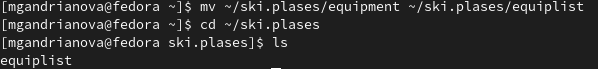 [mgandrianova@fedora ~]$ mv ~/ski.plases/equipment ~/ski.plases/equiplist
[mgandrianova@fedora ~]$ cd ~/ski.plases
[mgandrianova@fedora ski.plases]$ ls
equiplist